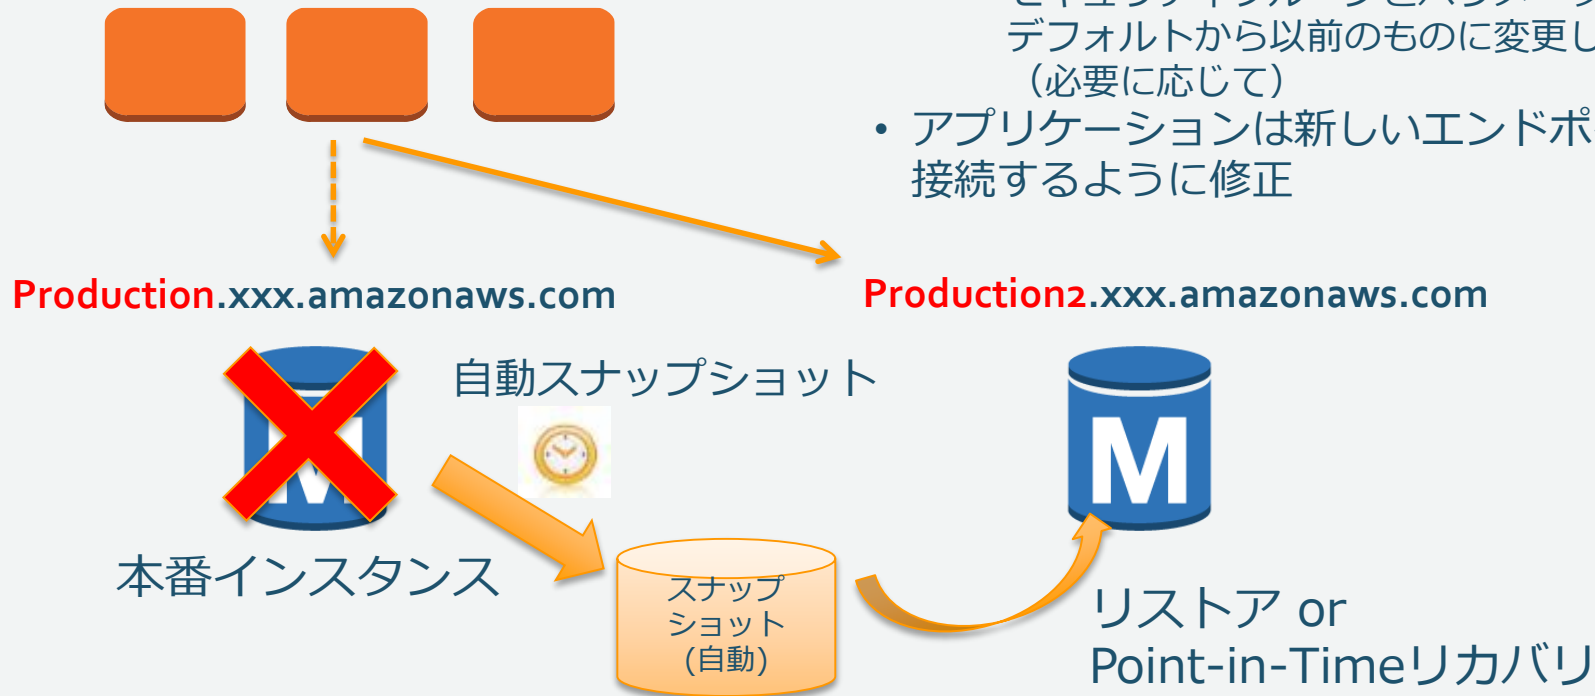 デフォルトから以前のものに変更し
（必要に応じて）
• アプリケーションは新しいエンドポ
接続するように修正
Production.xxx.amazonaws.com
Production2.xxx.amazonaws.com
自動スナップショット
M
M
本番インスタンス
スナップ
ショット
(自動)
リストア or
Point-in-Timeリカバリ